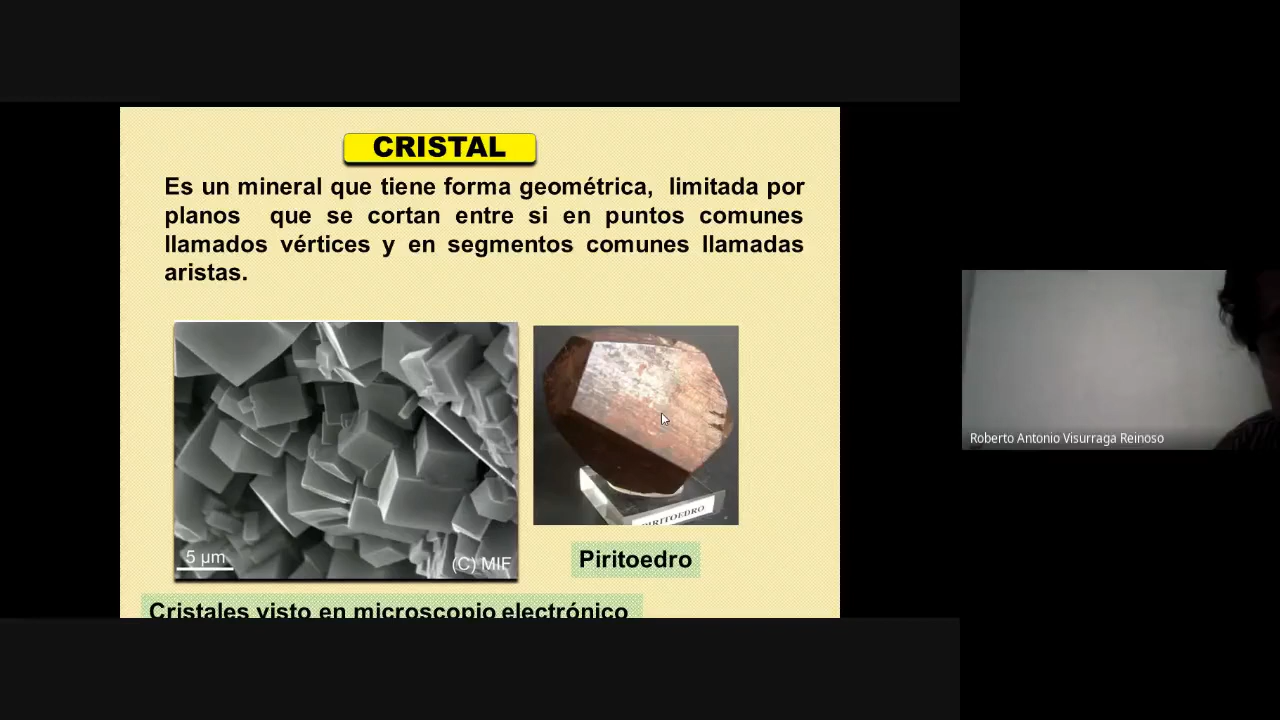 CRISTAL
Es un mineral que tiene forma geométrica, limitada por
planos que se cortan entre si en puntos comunes
llamados vértices y en segmentos comunes llamadas
aristas.
5 µm
(C) MIF
PIRITOEDRO
Piritoedro
Cristales visto en microscopio electrónico
Roberto Antonio Visurraga Reinoso